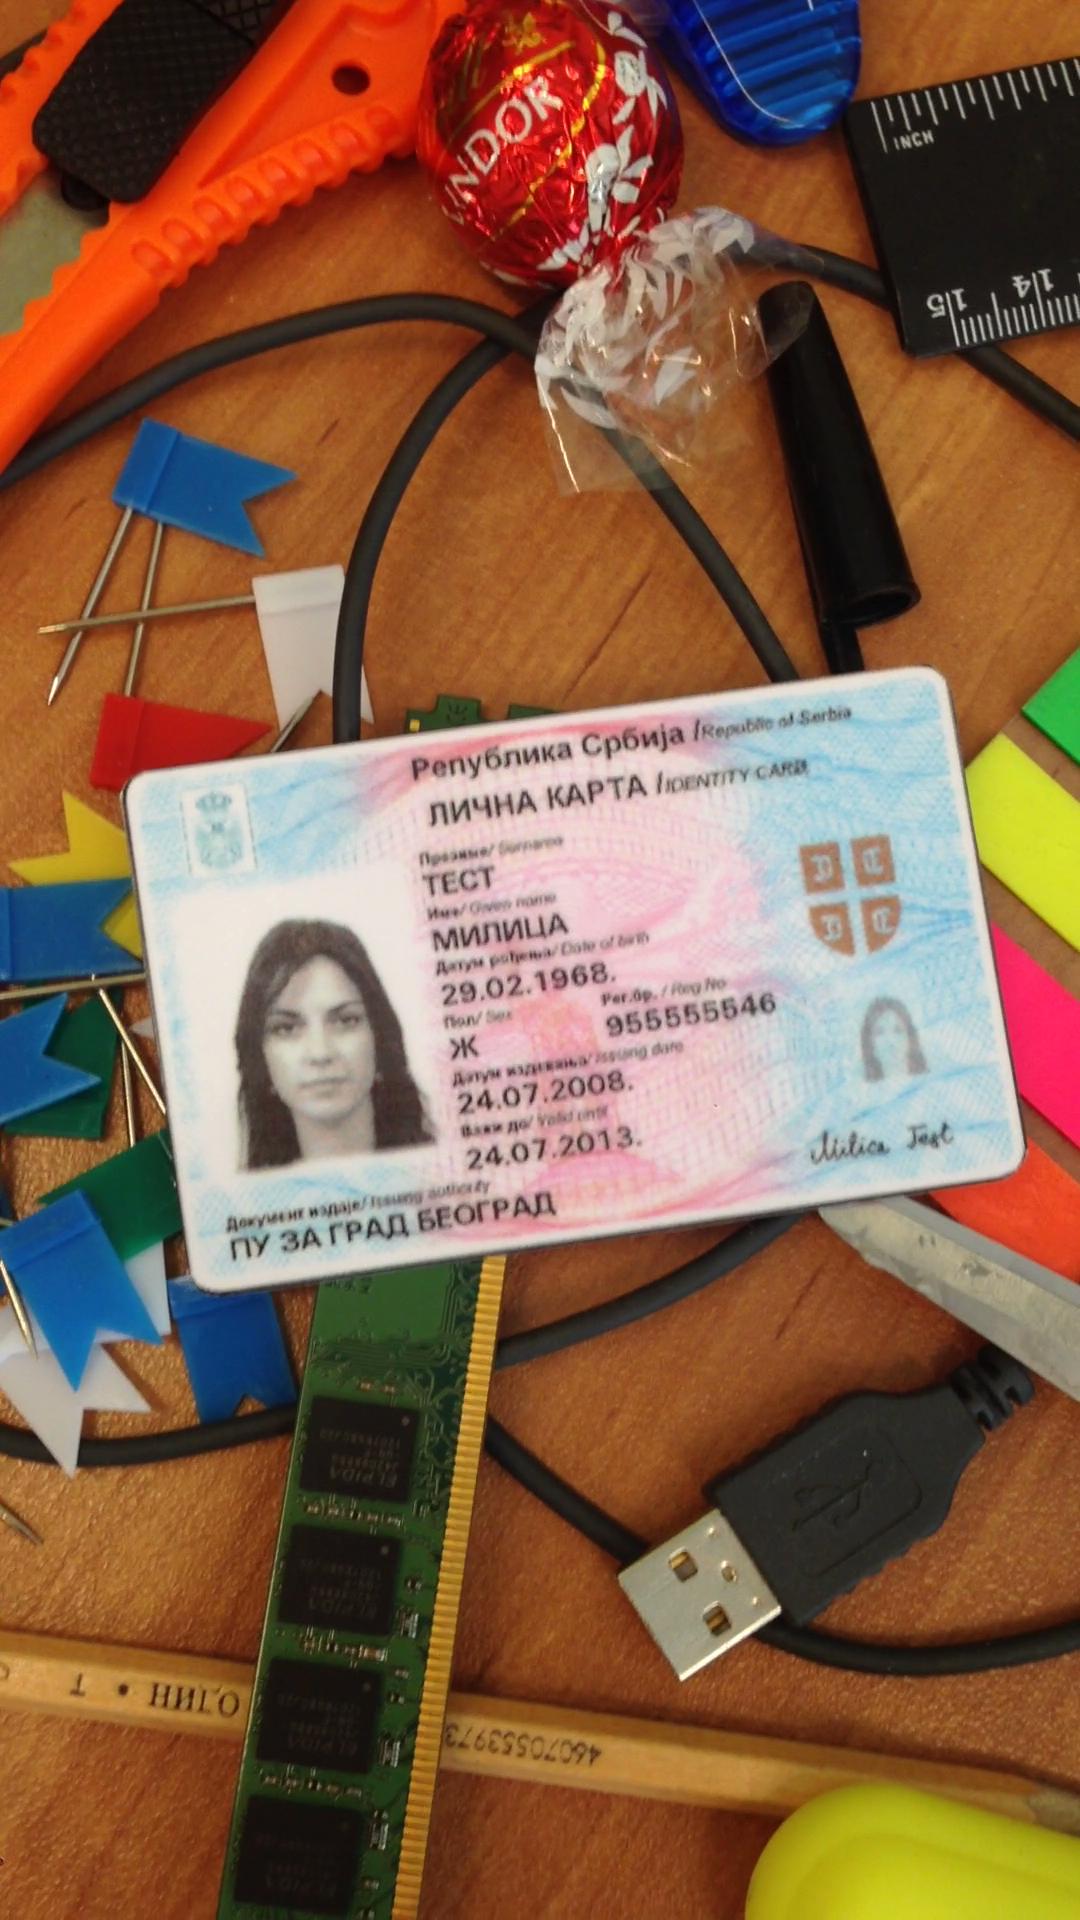 LINDOR
INCH
15 14
Република Србија /Republic of Serbia
ЛИЧНА КАРТА /IDENTITY CARD
Презиме/ Surname
ТЕСТ
Име/ Given name
МИЛИЦА
Датум рођења/ Date of birth
29.02.1968.
Пол/ Sex
Рег.бр. / Reg.No
Ж
955555546
Датум издавања/ Issuing date
24.07.2008.
Важи до/ Valid until
24.07.2013.
Milica Test
Документ издаје/ Issuing authority
ПУ ЗА ГРАД БЕОГРАД
ELPIDA
ELPIDA
ELPIDA
ELPIDA
46070553973